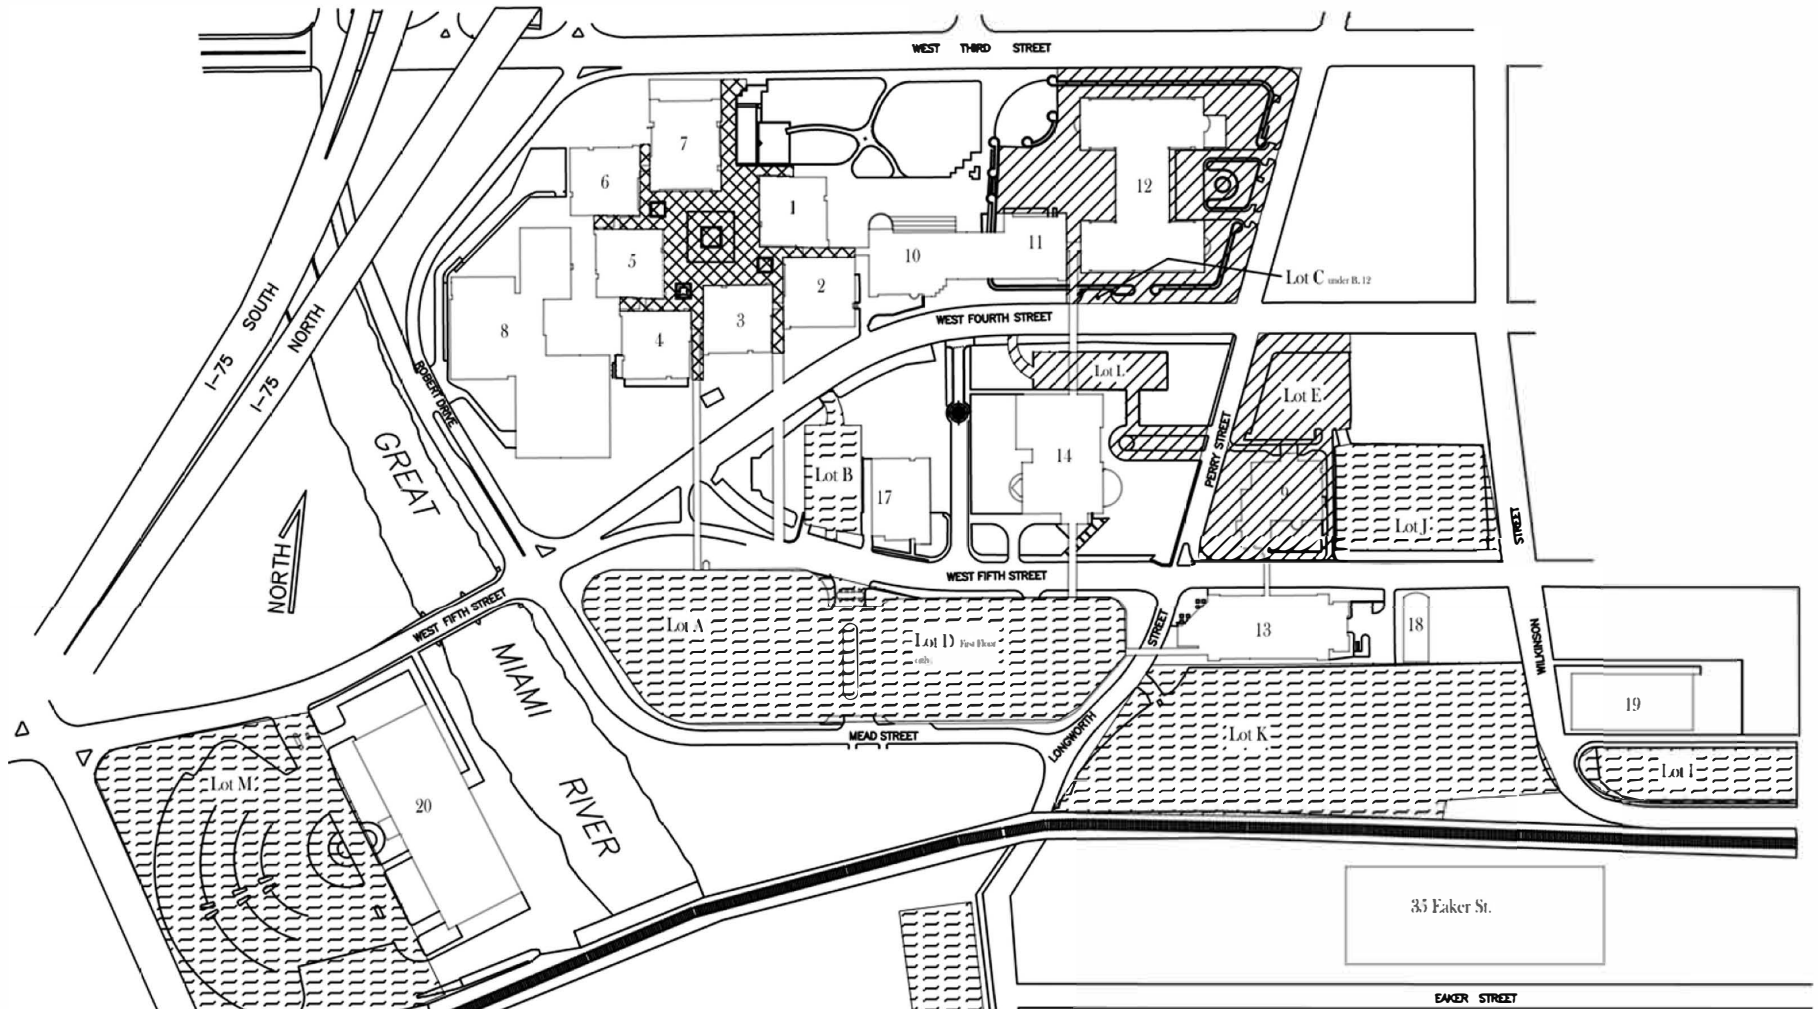 WEST THIRD STREET
7
6
1
12
5
10
11
2
Lot C under B. 12
8
4
3
WEST FOURTH STREET
I-75 SOUTH
I-75 NORTH
ROBERT DRIVE
Lot L
Lot E
PERRY STREET
GREAT
14
Lot B
17
9
Lot J
STREET
NORTH
WEST FIFTH STREET
WEST FIFTH STREET
Lot A
Lot D First Floor
only
STREET
13
18
WILKINSON
MIAMI
19
MEAD STREET
LONGWORTH
Lot K
Lot I
Lot M
20
RIVER
35 Eaker St.
EAKER STREET